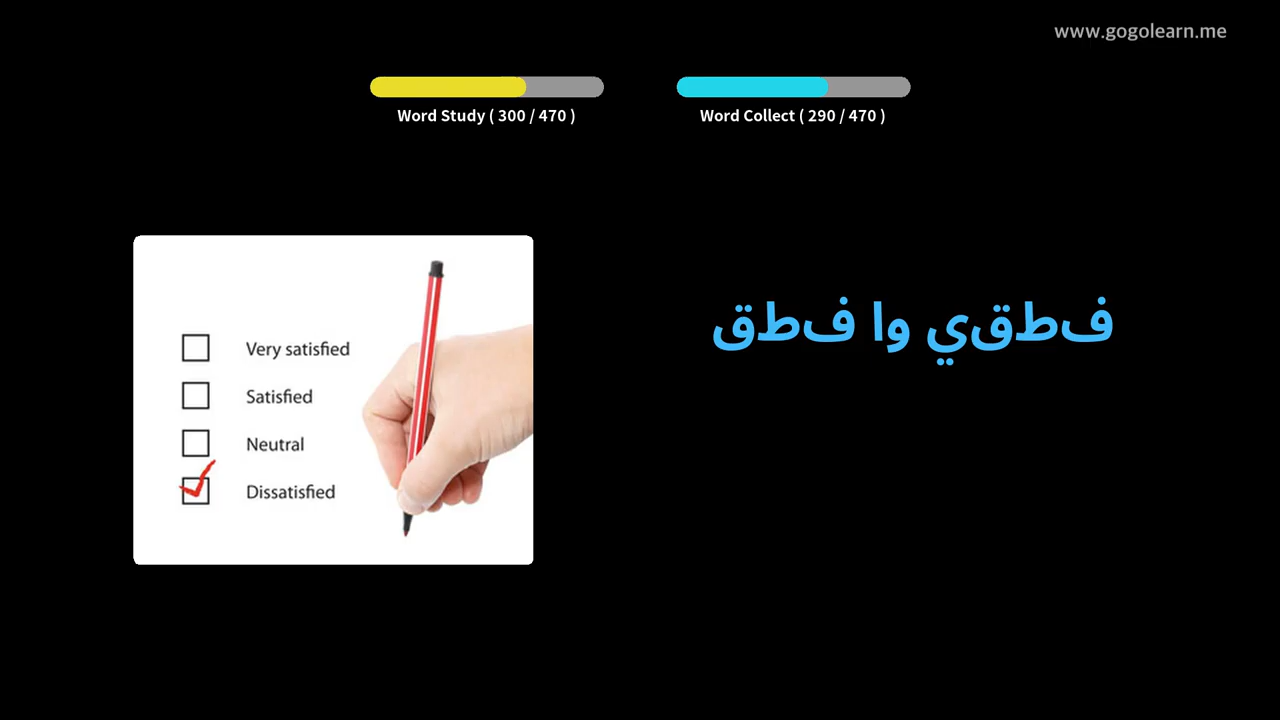 www.gogolearn.me
Word Study ( 300 / 470 )
Word Collect ( 290 / 470 )
فطقي وا فطق
Very satisfied
Satisfied
Neutral
Dissatisfied